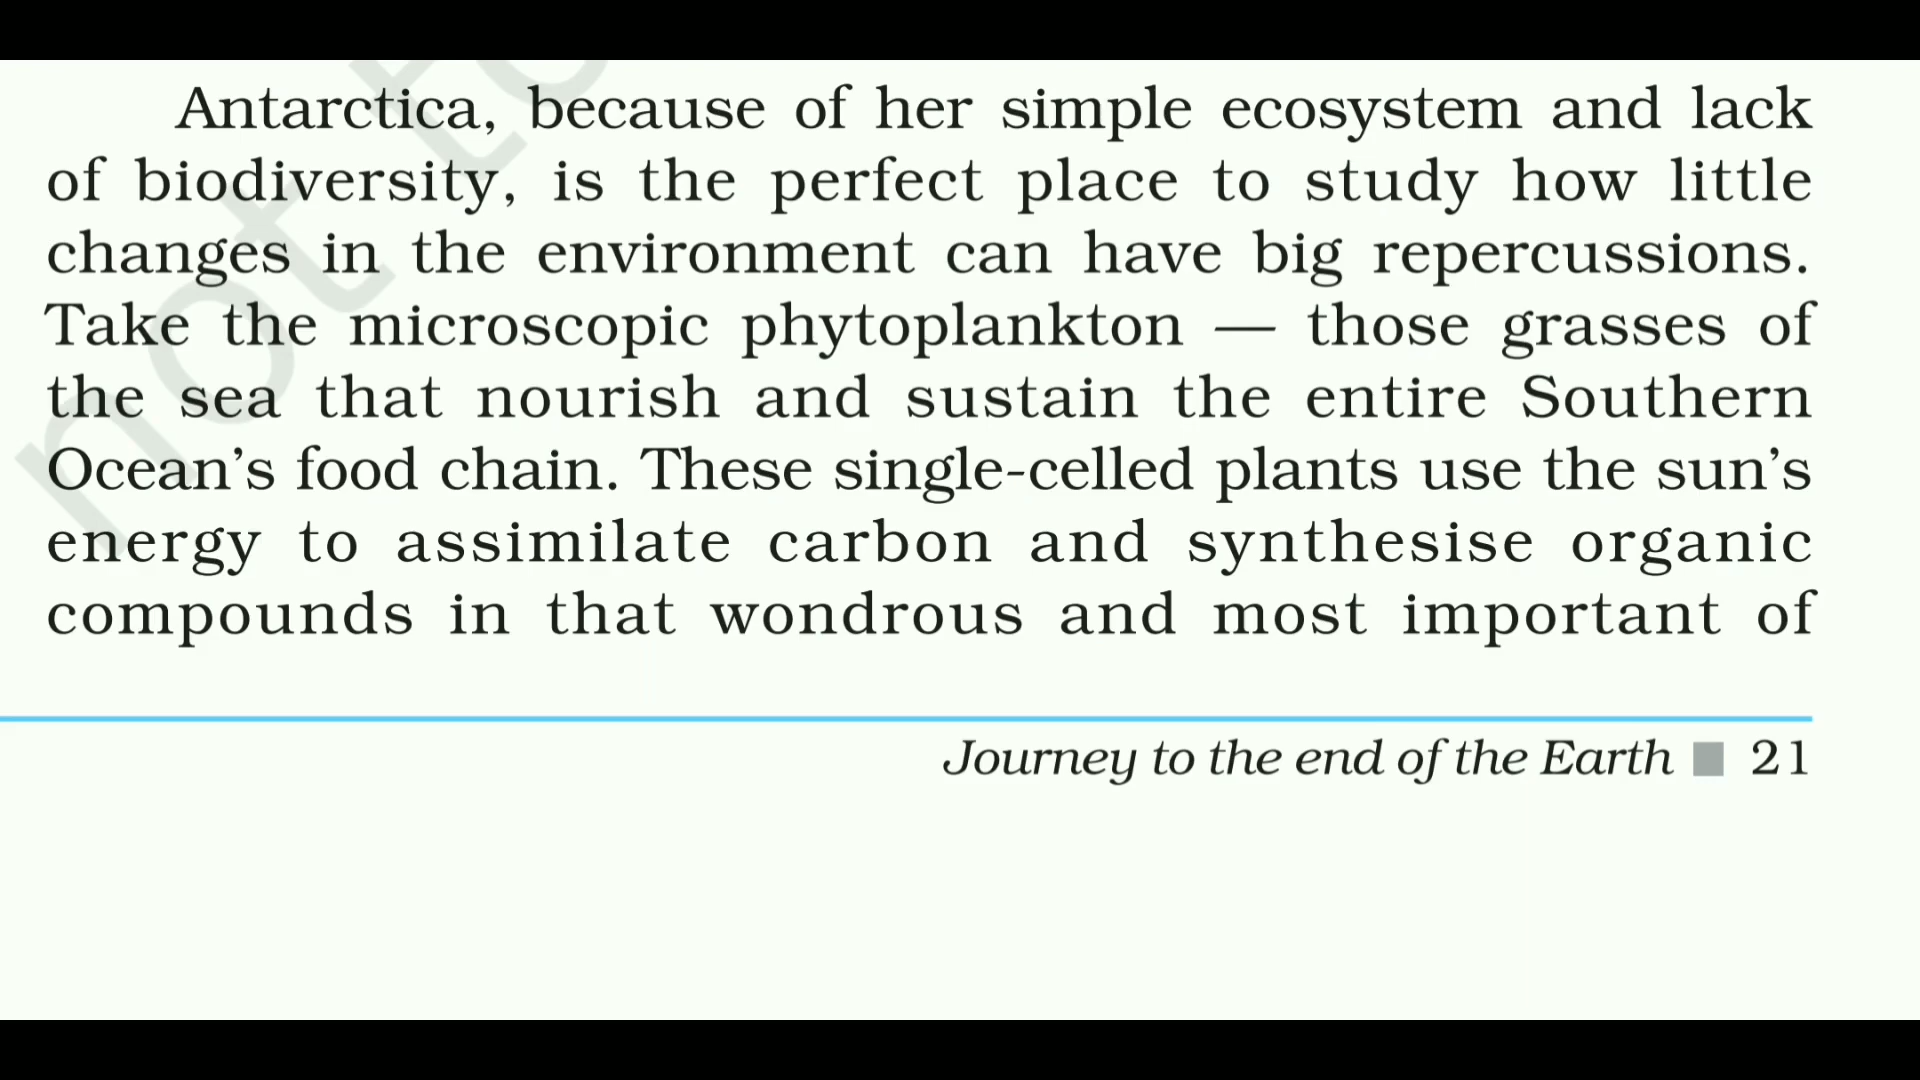 Antarctica, because of her simple ecosystem and lack
of biodiversity, is the perfect place to study how little
changes in the environment can have big repercussions.
Take the microscopic phytoplankton — those grasses of
the sea that nourish and sustain the entire Southern
Ocean’s food chain. These single-celled plants use the sun’s
energy to assimilate carbon and synthesise organic
compounds in that wondrous and most important of
Journey to the end of the Earth ■ 21
not to